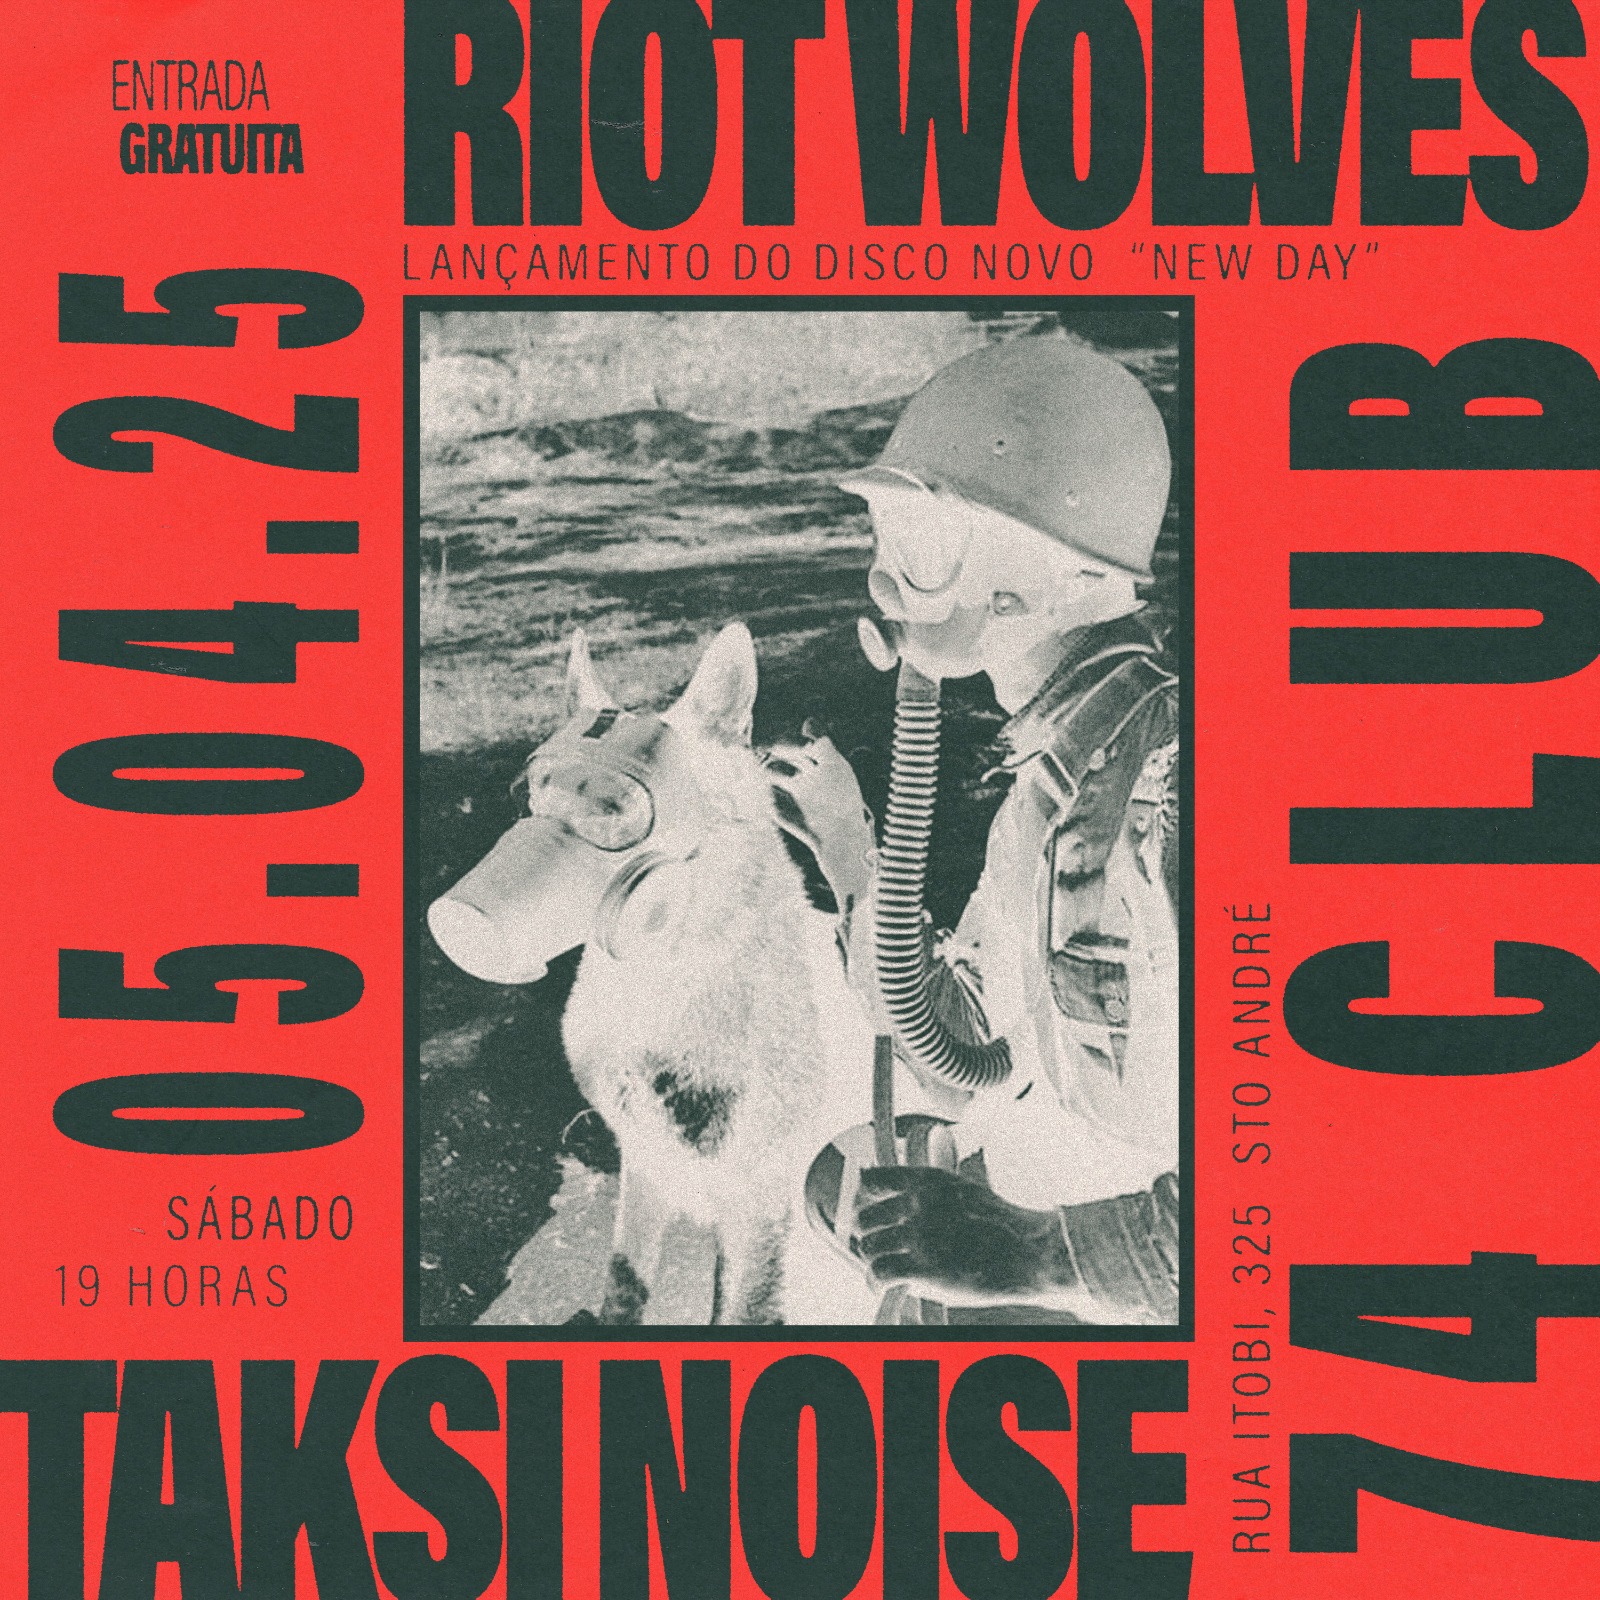 ENTRADA
GRATUITA
RIOT WOLVES
LANÇAMENTO DO DISCO NOVO “NEW DAY”
05.04.25
SÁBADO
19 HORAS
TAKSI NOISE
RUA ITOBI, 325 STO ANDRÉ
74 CLUB